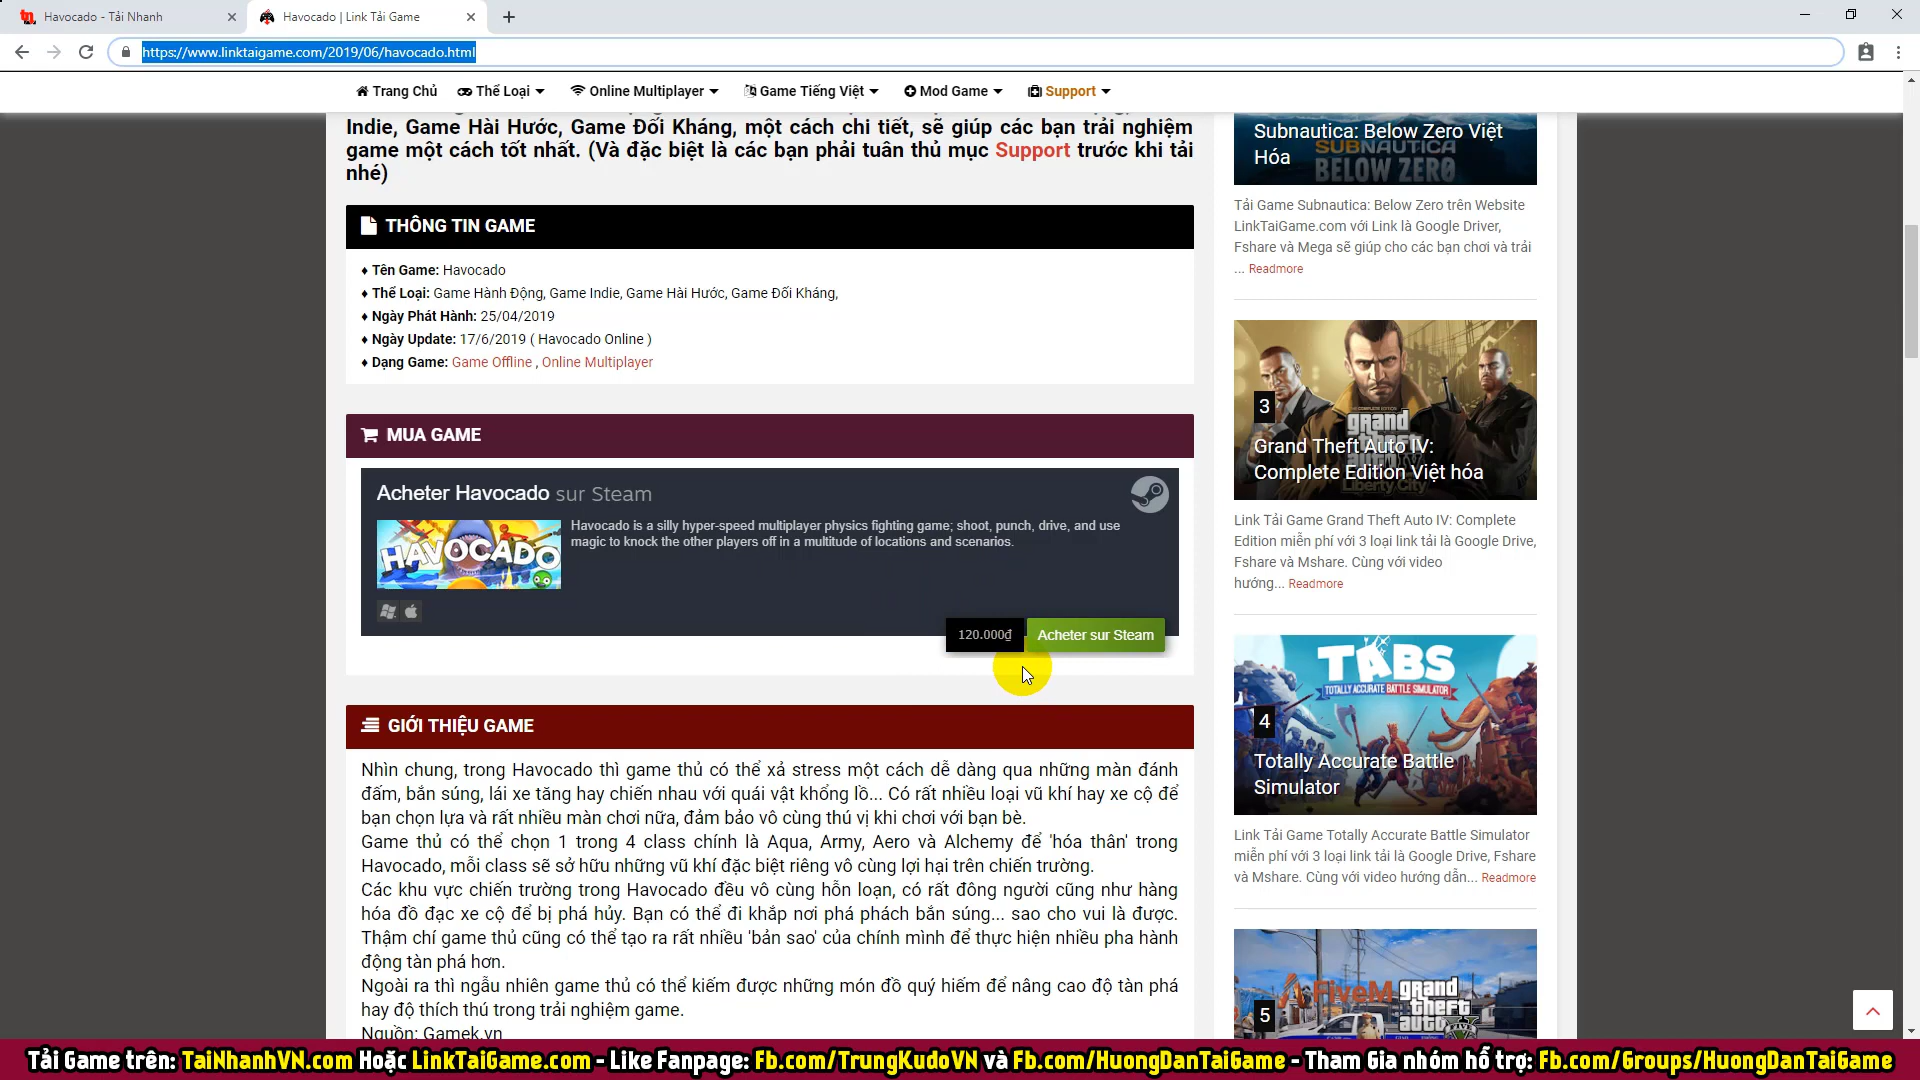 Havocado - Tải Nhanh
Havocado | Link Tải Game
https://www.linktaigame.com/2019/06/havocado.html
Trang Chủ
Thể Loại
Online Multiplayer
Game Tiếng Việt
Mod Game
Support
Indie, Game Hài Hước, Game Đối Kháng, một cách chi tiết, sẽ giúp các bạn trải nghiệm
game một cách tốt nhất. (Và đặc biệt là các bạn phải tuân thủ mục Support trước khi tải
nhé)
THÔNG TIN GAME
♦ Tên Game: Havocado
♦ Thể Loại: Game Hành Động, Game Indie, Game Hài Hước, Game Đối Kháng,
♦ Ngày Phát Hành: 25/04/2019
♦ Ngày Update: 17/6/2019 ( Havocado Online )
♦ Dạng Game: Game Offline , Online Multiplayer
MUA GAME
Acheter Havocado sur Steam
HAVOCADO
Havocado is a silly hyper-speed multiplayer physics fighting game; shoot, punch, drive, and use
magic to knock the other players off in a multitude of locations and scenarios.
120.000₫
Acheter sur Steam
GIỚI THIỆU GAME
Nhìn chung, trong Havocado thì game thủ có thể xả stress một cách dễ dàng qua những màn đánh
đấm, bắn súng, lái xe tăng hay chiến nhau với quái vật khổng lồ... Có rất nhiều loại vũ khí hay xe cộ để
bạn chọn lựa và rất nhiều màn chơi nữa, đảm bảo vô cùng thú vị khi chơi với bạn bè.
Game thủ có thể chọn 1 trong 4 class chính là Aqua, Army, Aero và Alchemy để 'hóa thân' trong
Havocado, mỗi class sẽ sở hữu những vũ khí đặc biệt riêng vô cùng lợi hại trên chiến trường.
Các khu vực chiến trường trong Havocado đều vô cùng hỗn loạn, có rất đông người cũng như hàng
hóa đồ đạc xe cộ để bị phá hủy. Bạn có thể đi khắp nơi phá phách bắn súng... sao cho vui là được.
Thậm chí game thủ cũng có thể tạo ra rất nhiều 'bản sao' của chính mình để thực hiện nhiều pha hành
động tàn phá hơn.
Ngoài ra thì ngẫu nhiên game thủ có thể kiếm được những món đồ quý hiếm để nâng cao độ tàn phá
hay độ thích thú trong trải nghiệm game.
Nguồn: Gamek.vn
Subnautica: Below Zero Việt
Hóa
SUBNAUTICA
BELOW ZERO
Tải Game Subnautica: Below Zero trên Website
LinkTaiGame.com với Link là Google Driver,
Fshare và Mega sẽ giúp cho các bạn chơi và trải
... Readmore
3
THE COMPLETE EDITION
grand
theft
auto IV
Liberty City
Grand Theft Auto IV:
Complete Edition Việt hóa
Link Tải Game Grand Theft Auto IV: Complete
Edition miễn phí với 3 loại link tải là Google Drive,
Fshare và Mshare. Cùng với video
hướng... Readmore
TABS
TOTALLY ACCURATE BATTLE SIMULATOR
4
Totally Accurate Battle
Simulator
Link Tải Game Totally Accurate Battle Simulator
miễn phí với 3 loại link tải là Google Drive, Fshare
và Mshare. Cùng với video hướng dẫn... Readmore
FiveM
grand
theft
auto
5
Tải Game trên: TaiNhanhVN.com Hoặc LinkTaiGame.com - Like Fanpage: Fb.com/TrungKudoVN và Fb.com/HuongDanTaiGame - Tham Gia nhóm hỗ trợ: Fb.com/Groups/HuongDanTaiGame